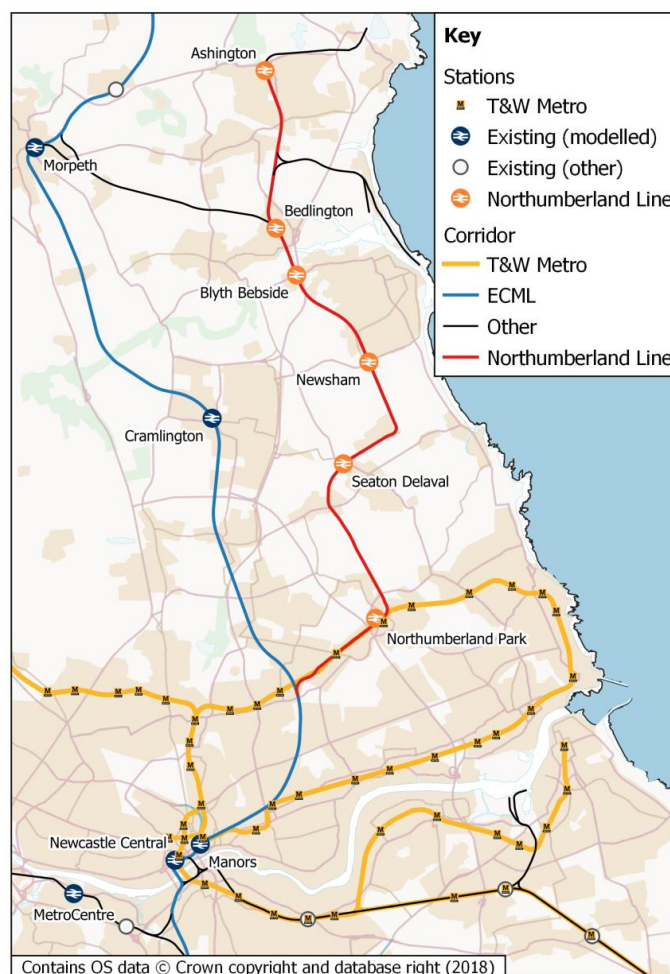 Key
Stations
T&W Metro
Existing (modelled)
Existing (other)
Northumberland Line
Corridor
T&W Metro
ECML
Other
Northumberland Line
Ashington
Morpeth
Bedlington
Blyth Bebside
Newsham
Cramlington
Seaton Delaval
Northumberland Park
Newcastle Central
Manors
MetroCentre
Contains OS data © Crown copyright and database right (2018)